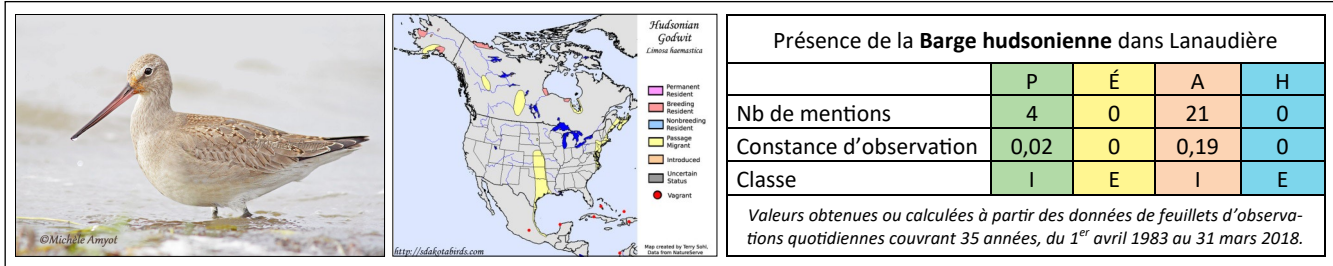 ©Michèle Amyot
Hudsonian
Godwit
Limosa haemastica
Permanent
Resident
Breeding
Resident
Nonbreeding
Resident
Passage
Migrant
Introduced
Uncertain
Status
Vagrant
http://sdakotabirds.com
Map created by Terry Sohl,
Data from NatureServe
Présence de la Barge hudsonienne dans Lanaudière
P É A H
Nb de mentions 4 0 21 0
Constance d’observation 0,02 0 0,19 0
Classe I E I E
Valeurs obtenues ou calculées à partir des données de feuillets d’observa-
tions quotidiennes couvrant 35 années, du 1er avril 1983 au 31 mars 2018.